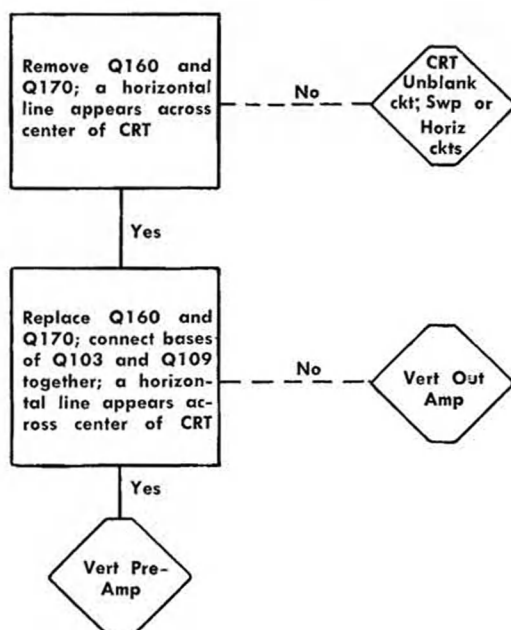 Remove Q160 and
Q170; a horizontal
line appears across
center of CRT
No
CRT
Unblank
ckt; Swp or
Horiz
ckts
Yes
Replace Q160 and
Q170; connect bases
of Q103 and Q109
together; a horizon-
tal line appears ac-
ross center of CRT
No
Vert Out
Amp
Yes
Vert Pre-
Amp